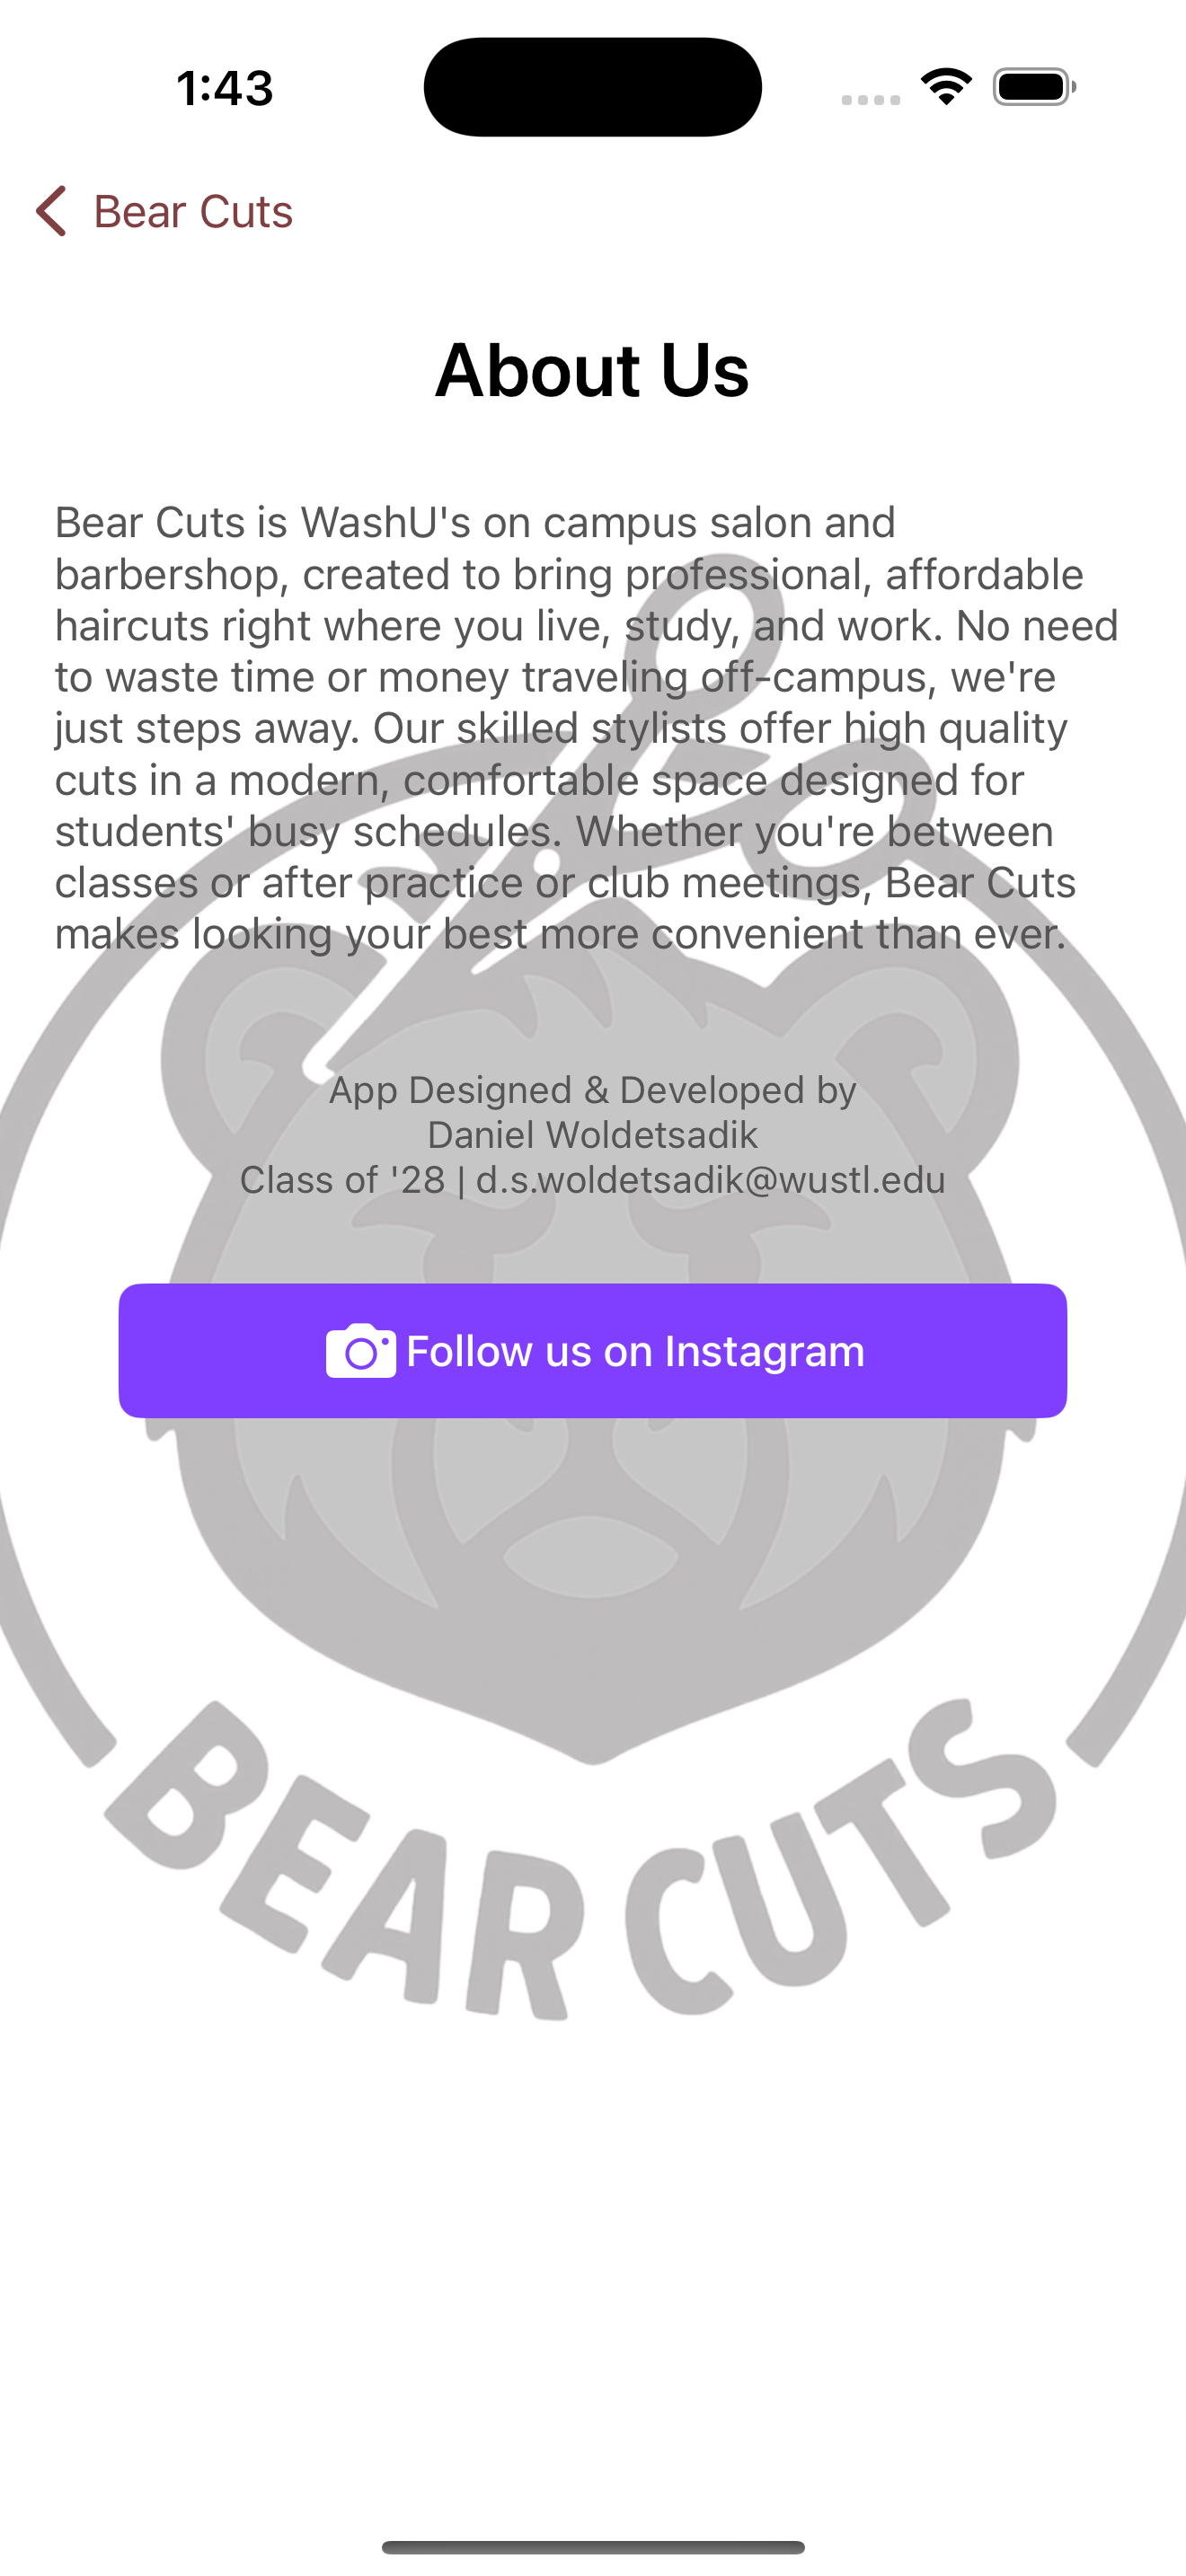 1:43
Bear Cuts
About Us
Bear Cuts is WashU's on campus salon and
barbershop, created to bring professional, affordable
haircuts right where you live, study, and work. No need
to waste time or money traveling off-campus, we're
just steps away. Our skilled stylists offer high quality
cuts in a modern, comfortable space designed for
students' busy schedules. Whether you're between
classes or after practice or club meetings, Bear Cuts
makes looking your best more convenient than ever.
App Designed & Developed by
Daniel Woldetsadik
Class of '28 | d.s.woldetsadik@wustl.edu
Follow us on Instagram
BEAR CUTS